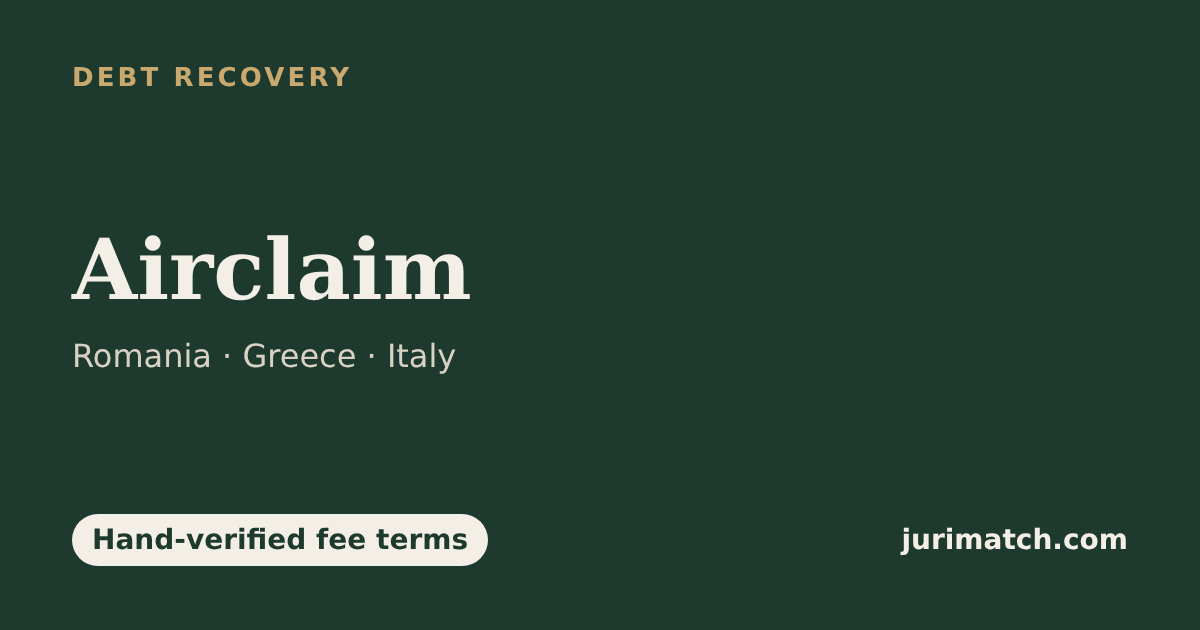 DEBT RECOVERY
Airclaim
Romania · Greece · Italy
Hand-verified fee terms
jurimatch.com